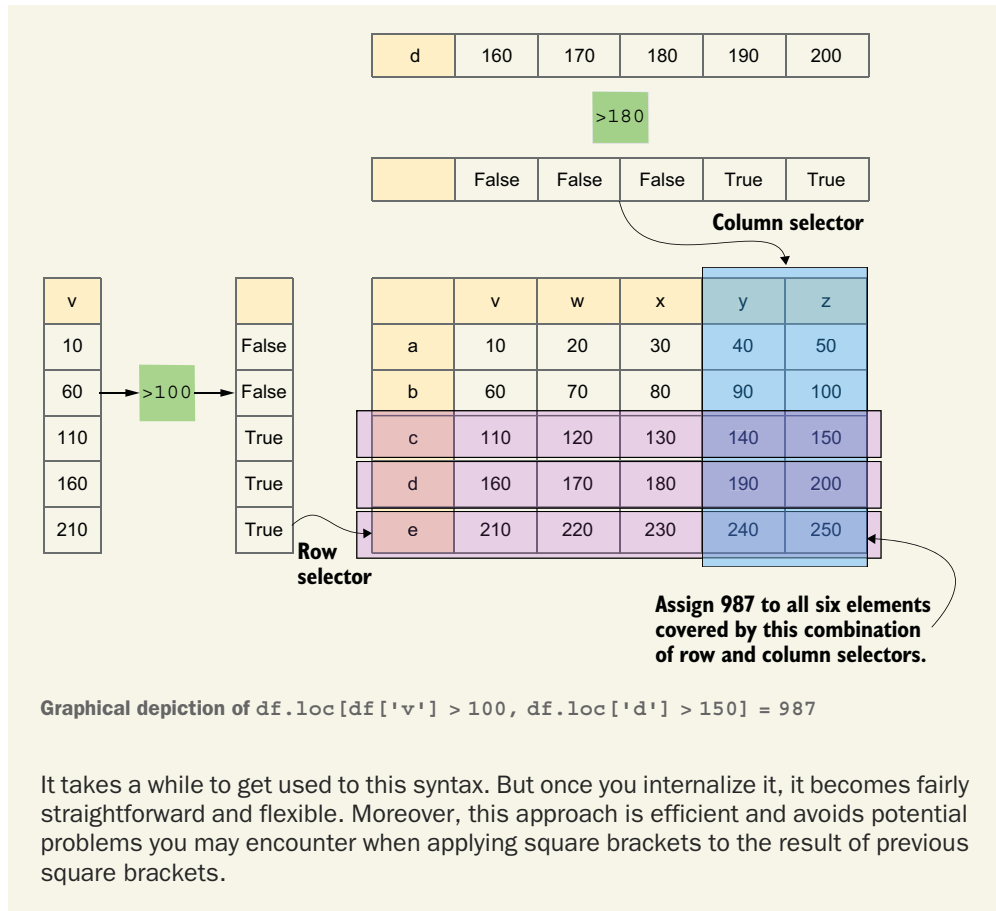 d 160 170 180 190 200
>180
False False False True True
Column selector
v
10
60
110
160
210
>100
False
False
True
True
True
Row
selector
v w x y z
a 10 20 30 40 50
b 60 70 80 90 100
c 110 120 130 140 150
d 160 170 180 190 200
e 210 220 230 240 250
Assign 987 to all six elements
covered by this combination
of row and column selectors.
Graphical depiction of df.loc[df['v'] > 100, df.loc['d'] > 150] = 987
It takes a while to get used to this syntax. But once you internalize it, it becomes fairly
straightforward and flexible. Moreover, this approach is efficient and avoids potential
problems you may encounter when applying square brackets to the result of previous
square brackets.